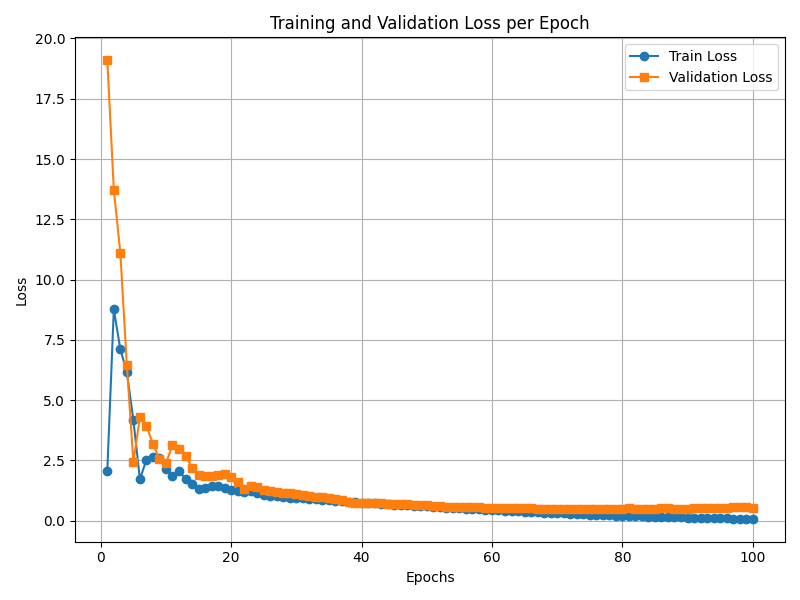 Training and Validation Loss per Epoch
20.0
17.5
15.0
12.5
10.0
7.5
5.0
2.5
0.0
Loss
Train Loss
Validation Loss
0 20 40 60 80 100
Epochs